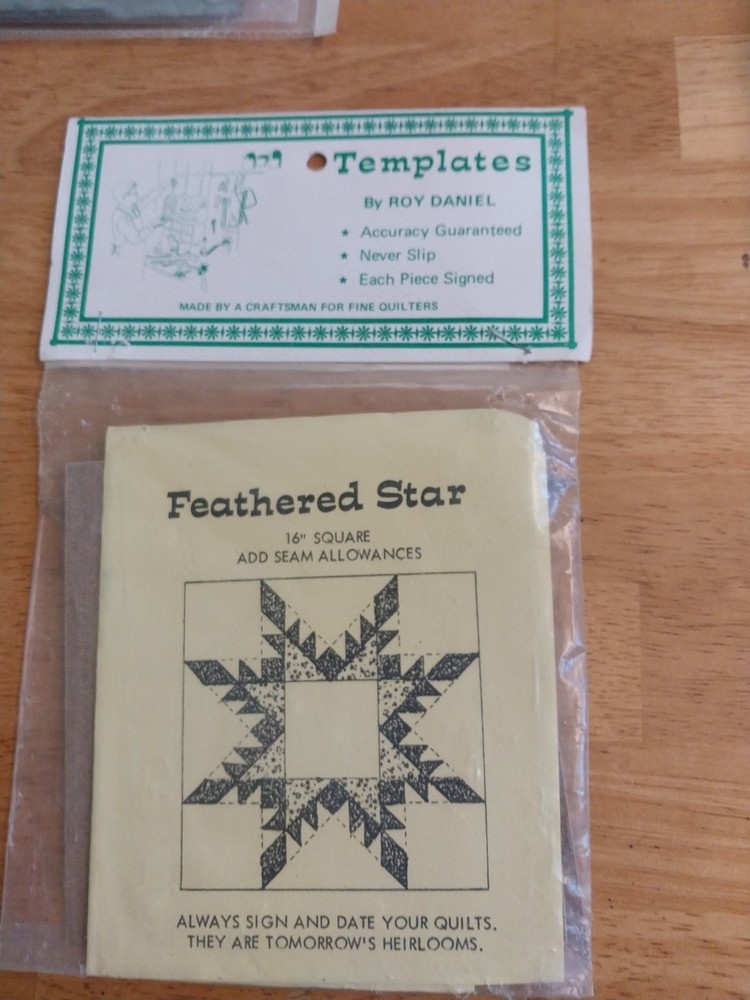 Templates
By ROY DANIEL
★ Accuracy Guaranteed
★ Never Slip
★ Each Piece Signed
MADE BY A CRAFTSMAN FOR FINE QUILTERS
Feathered Star
16" SQUARE
ADD SEAM ALLOWANCES
ALWAYS SIGN AND DATE YOUR QUILTS.
THEY ARE TOMORROW'S HEIRLOOMS.